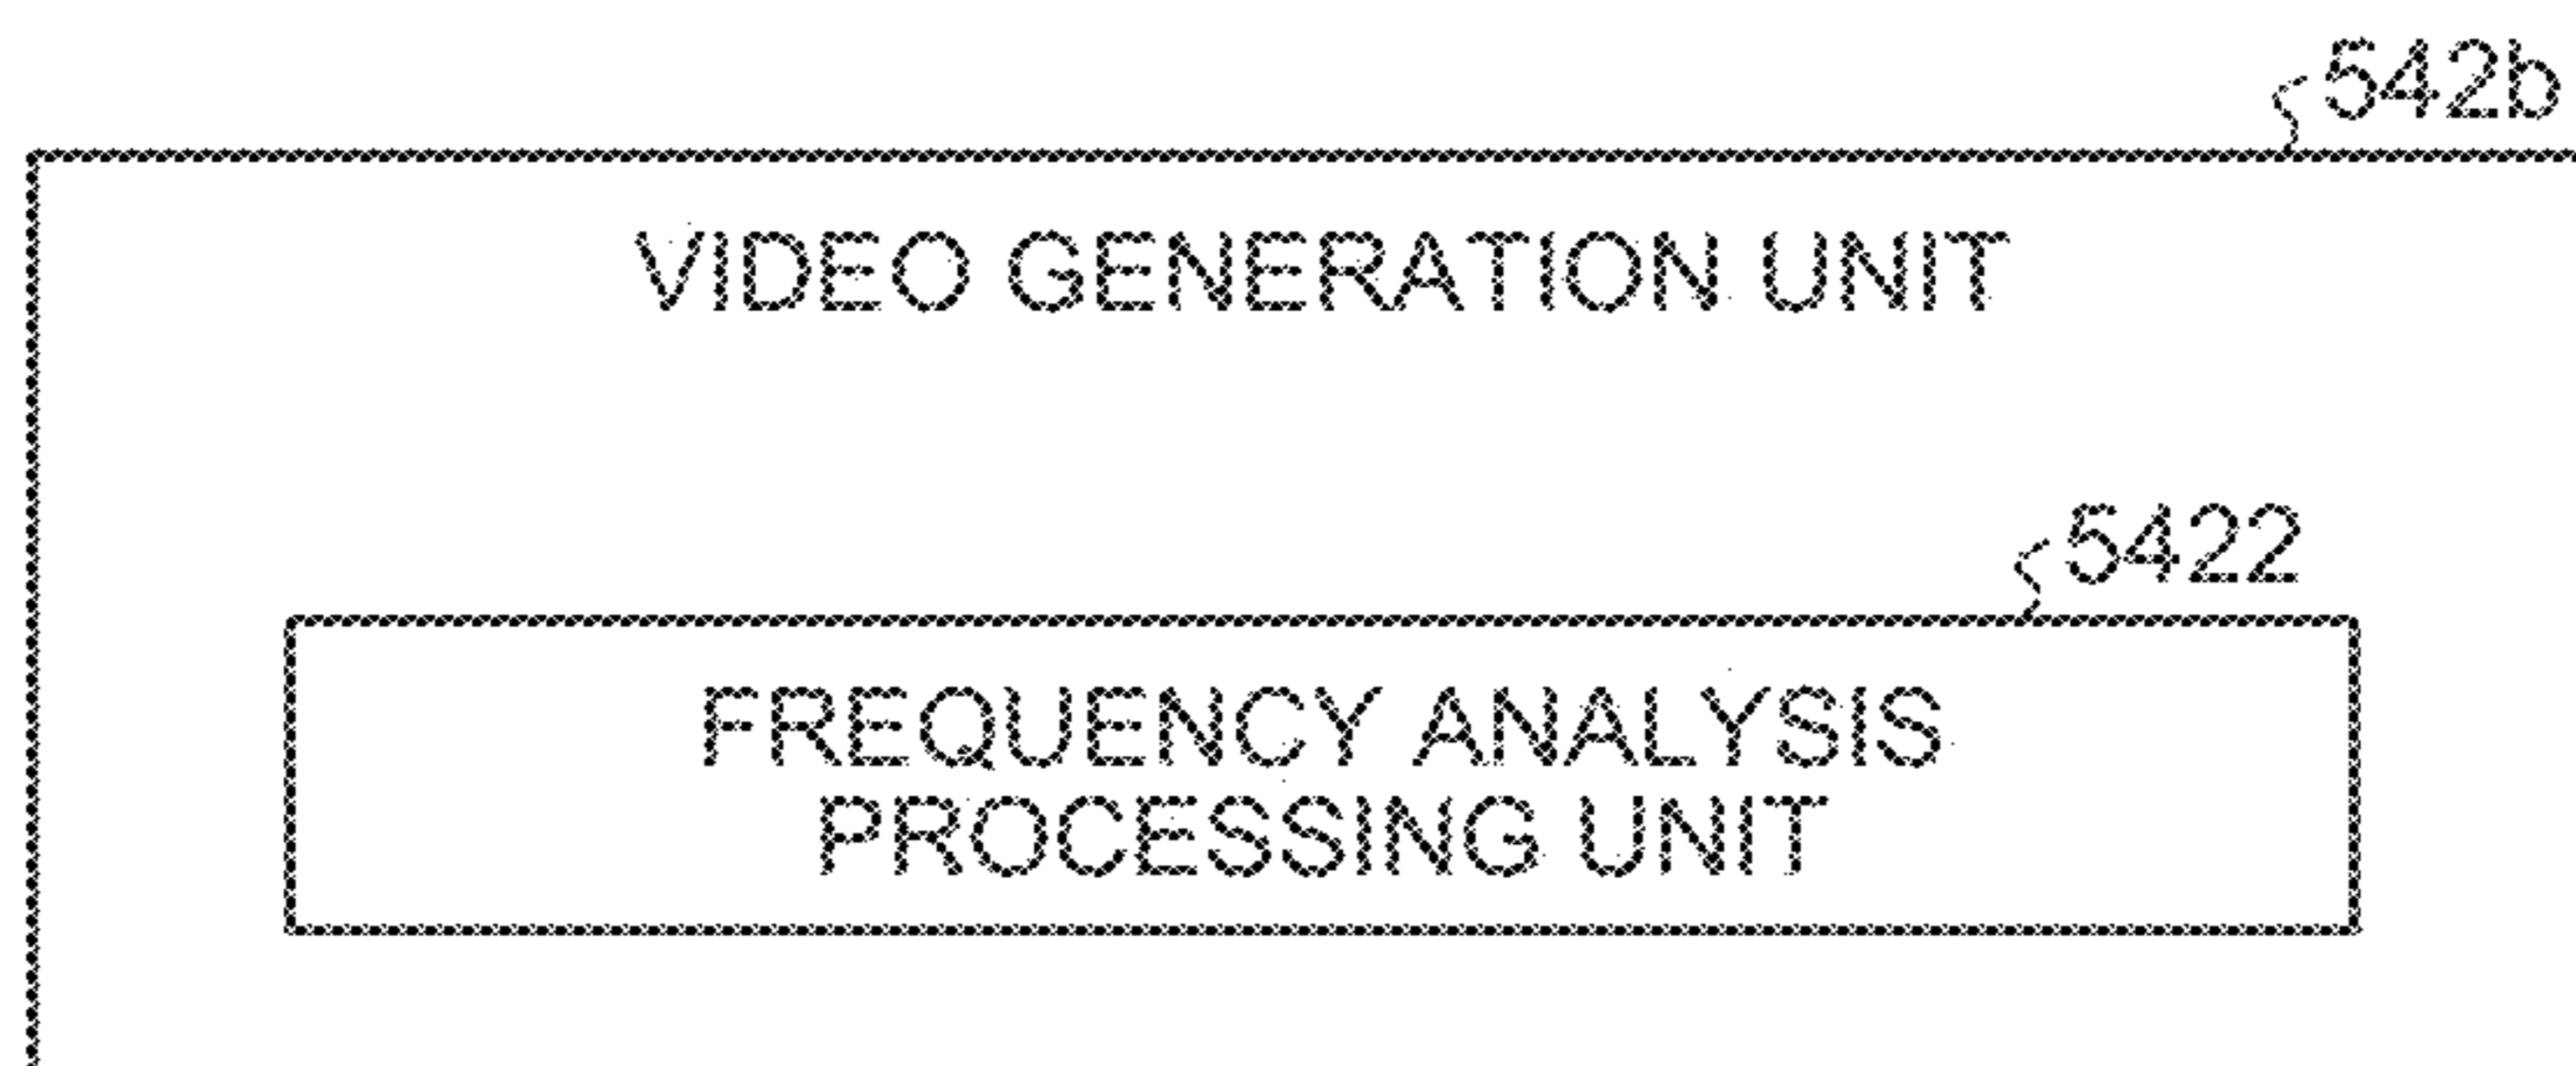 542b
VIDEO GENERATION UNIT
5422
FREQUENCY ANALYSIS
PROCESSING UNIT